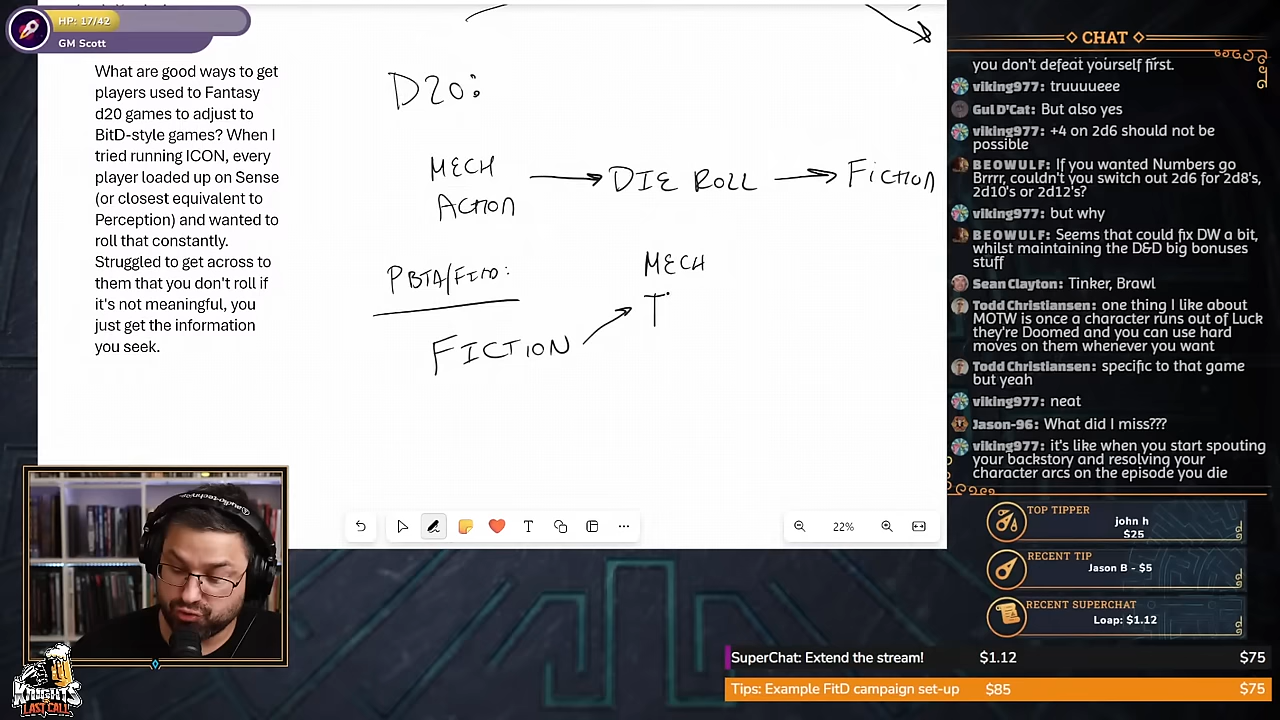 HP: 17/42
GM Scott
What are good ways to get
players used to Fantasy
d20 games to adjust to
BitD-style games? When I
tried running ICON, every
player loaded up on Sense
(or closest equivalent to
Perception) and wanted to
roll that constantly.
Struggled to get across to
them that you don't roll if
it's not meaningful, you
just get the information
you seek.
D20:
MECH
ACTION
DIE ROLL
FICTION
PBTA/FITD:
FICTION
MECH
T
T
22%
KNIGHTS
OF
LAST CALL
CHAT
you don't defeat yourself first.
viking977: truuuueee
Gul D'Cat: But also yes
viking977: +4 on 2d6 should not be
possible
BEOWULF: If you wanted Numbers go
Brrrr, couldn't you switch out 2d6 for 2d8's,
2d10's or 2d12's?
viking977: but why
BEOWULF: Seems that could fix DW a bit,
whilst maintaining the D&D big bonuses
stuff
Sean Clayton: Tinker, Brawl
Todd Christiansen: one thing I like about
MOTW is once a character runs out of Luck
they're Doomed and you can use hard
moves on them whenever you want
Todd Christiansen: specific to that game
but yeah
viking977: neat
Jason-96: What did I miss???
viking977: it's like when you start spouting
your backstory and resolving your
character arcs on the episode you die
TOP TIPPER
john h
$25
RECENT TIP
Jason B - $5
RECENT SUPERCHAT
Loap: $1.12
SuperChat: Extend the stream! $1.12 $75
Tips: Example FitD campaign set-up $85 $75